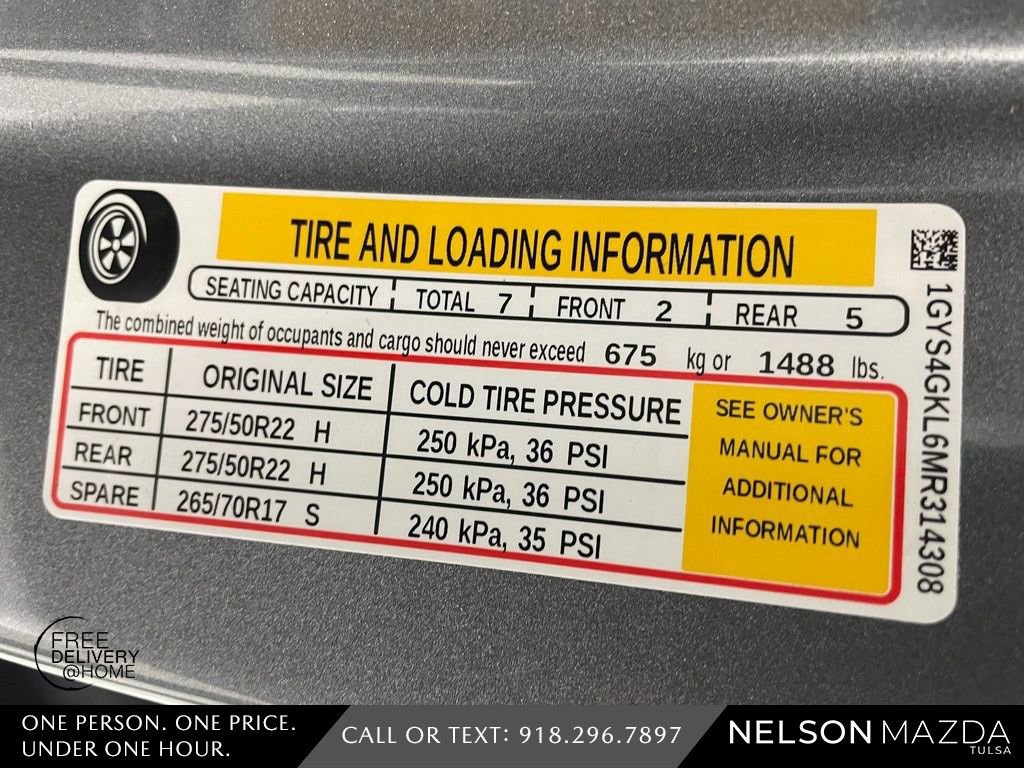 TIRE AND LOADING INFORMATION
SEATING CAPACITY TOTAL 7 FRONT 2 REAR 5
The combined weight of occupants and cargo should never exceed 675 kg or 1488 lbs.
TIRE ORIGINAL SIZE COLD TIRE PRESSURE
FRONT 275/50R22 H 250 kPa, 36 PSI
REAR 275/50R22 H 250 kPa, 36 PSI
SPARE 265/70R17 S 240 kPa, 35 PSI
SEE OWNER'S
MANUAL FOR
ADDITIONAL
INFORMATION
1GYS4GKL6MR314308
FREE
DELIVERY
@HOME
ONE PERSON. ONE PRICE.
UNDER ONE HOUR.
CALL OR TEXT: 918.296.7897
NELSON MAZDA
TULSA